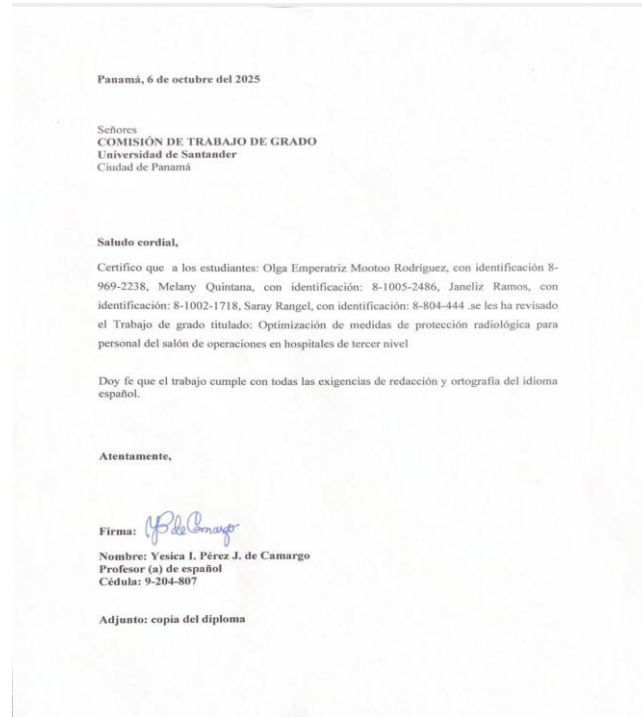 Panamá, 6 de octubre del 2025
Señores
COMISIÓN DE TRABAJO DE GRADO
Universidad de Santander
Ciudad de Panamá
Saludo cordial,
Certifico que a los estudiantes: Olga Emperatriz Mootoo Rodríguez, con identificación 8-
969-2238, Melany Quintana, con identificación: 8-1005-2486, Janeliz Ramos, con
identificación: 8-1002-1718, Saray Rangel, con identificación: 8-804-444 .se les ha revisado
el Trabajo de grado titulado: Optimización de medidas de protección radiológica para
personal del salón de operaciones en hospitales de tercer nivel
Doy fe que el trabajo cumple con todas las exigencias de redacción y ortografía del idioma
español.
Atentamente,
Firma: YP de Camargo
Nombre: Yesica I. Pérez J. de Camargo
Profesor (a) de español
Cédula: 9-204-807
Adjunto: copia del diploma